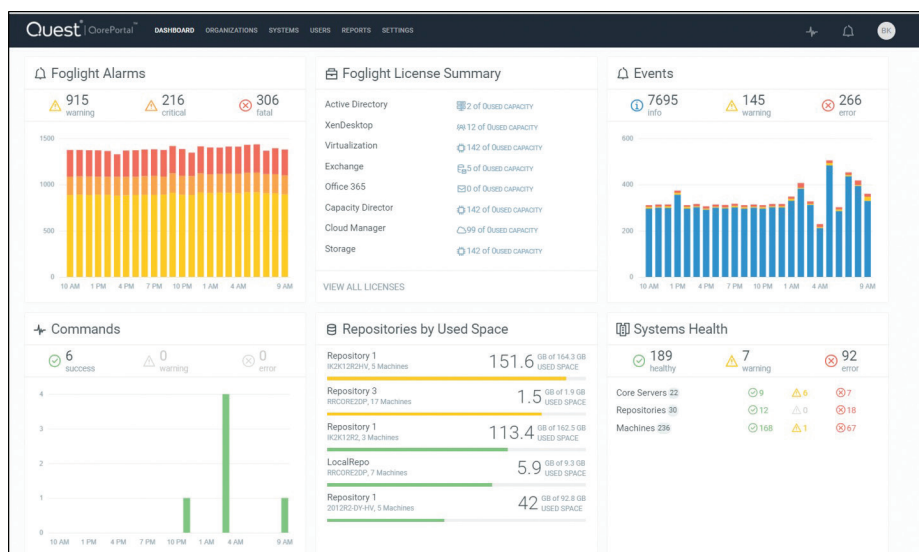 Quest QorePortal™ DASHBOARD ORGANIZATIONS SYSTEMS USERS REPORTS SETTINGS BK
Foglight Alarms
915 warning 216 critical 306 fatal
1500
1000
500
0
10 AM 1 PM 4 PM 7 PM 10 PM 1 AM 4 AM 9 AM
Foglight License Summary
Active Directory 2 of 0 USED CAPACITY
XenDesktop 12 of 0 USED CAPACITY
Virtualization 142 of 0 USED CAPACITY
Exchange 5 of 0 USED CAPACITY
Office 365 0 of 0 USED CAPACITY
Capacity Director 142 of 0 USED CAPACITY
Cloud Manager 99 of 0 USED CAPACITY
Storage 142 of 0 USED CAPACITY
VIEW ALL LICENSES
Events
7695 info 145 warning 266 error
600
400
200
0
10 AM 1 PM 4 PM 7 PM 10 PM 1 AM 4 AM 9 AM
Commands
6 success 0 warning 0 error
4
3
2
1
0
10 AM 1 PM 4 PM 7 PM 10 PM 1 AM 4 AM 9 AM
Repositories by Used Space
Repository 1 151.6 GB of 164.3 GB
IK2K12R2HV, 5 Machines USED SPACE
Repository 3 1.5 GB of 1.9 GB
RRCORE2DP, 17 Machines USED SPACE
Repository 1 113.4 GB of 162.5 GB
IK2K12R2, 3 Machines USED SPACE
LocalRepo 5.9 GB of 9.3 GB
RRCORE2DP, 7 Machines USED SPACE
Repository 1 42 GB of 92.8 GB
2012R2-DY-HV, 5 Machines USED SPACE
Systems Health
189 healthy 7 warning 92 error
Core Servers 22 9 6 7
Repositories 30 12 0 18
Machines 236 168 1 67